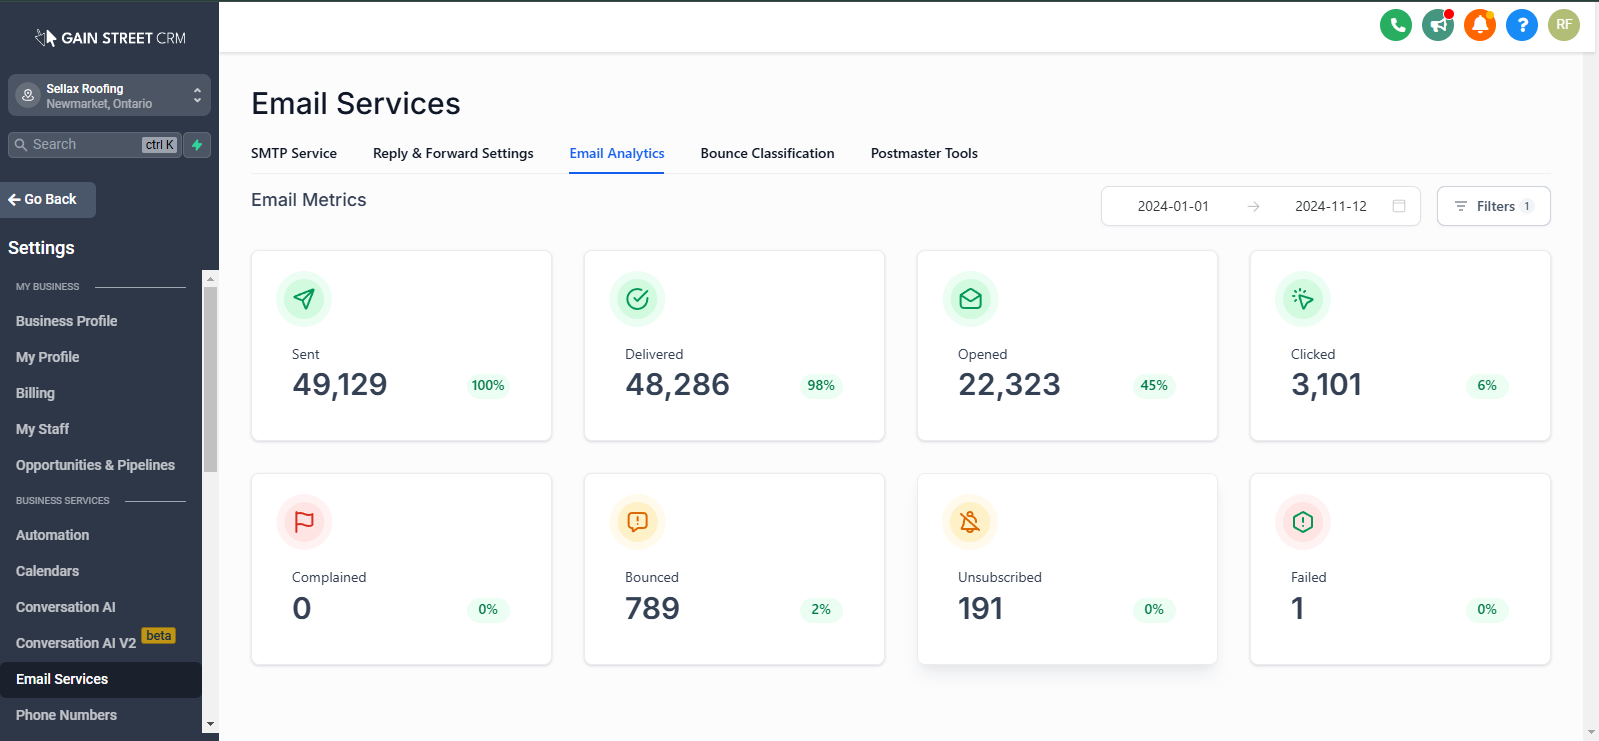 GAIN STREET CRM
RF
Sellax Roofing
Newmarket, Ontario
Search ctrl K
Go Back
Settings
MY BUSINESS
Business Profile
My Profile
Billing
My Staff
Opportunities & Pipelines
BUSINESS SERVICES
Automation
Calendars
Conversation AI
Conversation AI V2 beta
Email Services
Phone Numbers
Email Services
SMTP Service Reply & Forward Settings Email Analytics Bounce Classification Postmaster Tools
Email Metrics
2024-01-01 → 2024-11-12 Filters 1
Sent
49,129 100%
Delivered
48,286 98%
Opened
22,323 45%
Clicked
3,101 6%
Complained
0 0%
Bounced
789 2%
Unsubscribed
191 0%
Failed
1 0%